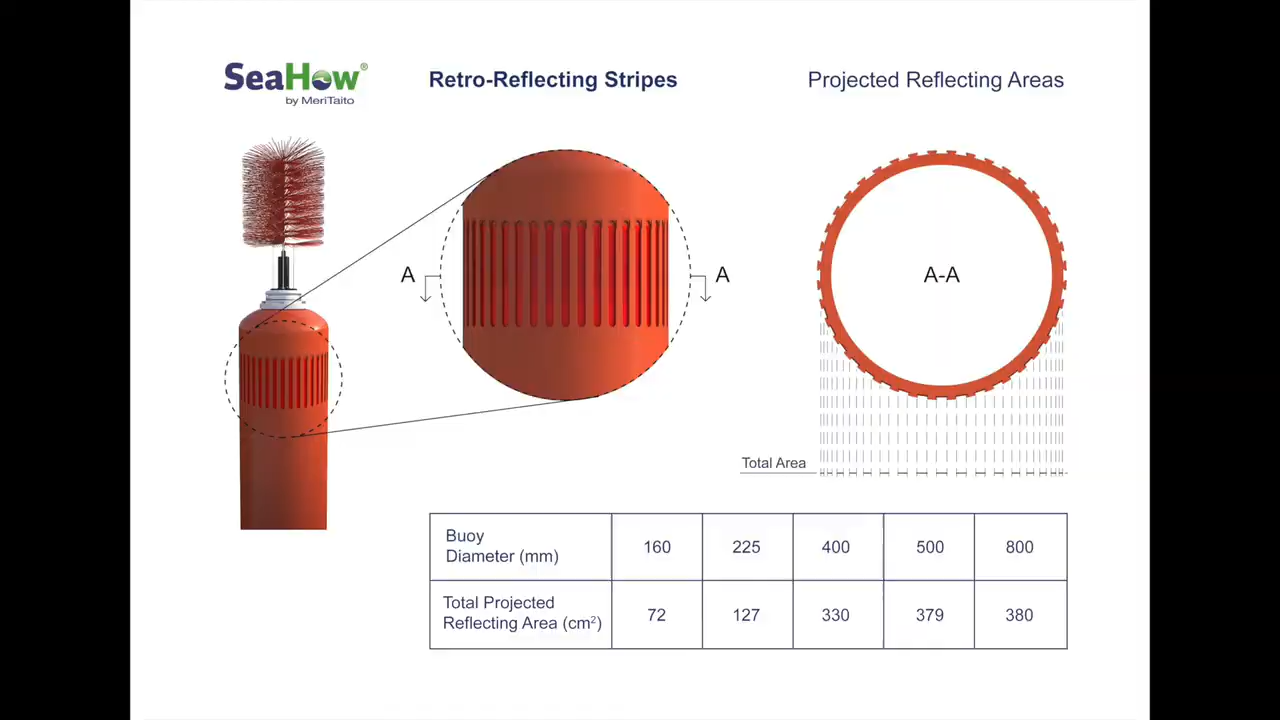 SeaHow®
by MeriTaito
Retro-Reflecting Stripes
Projected Reflecting Areas
A
A
A-A
Total Area
Buoy
Diameter (mm)
160
225
400
500
800
Total Projected
Reflecting Area (cm²)
72
127
330
379
380